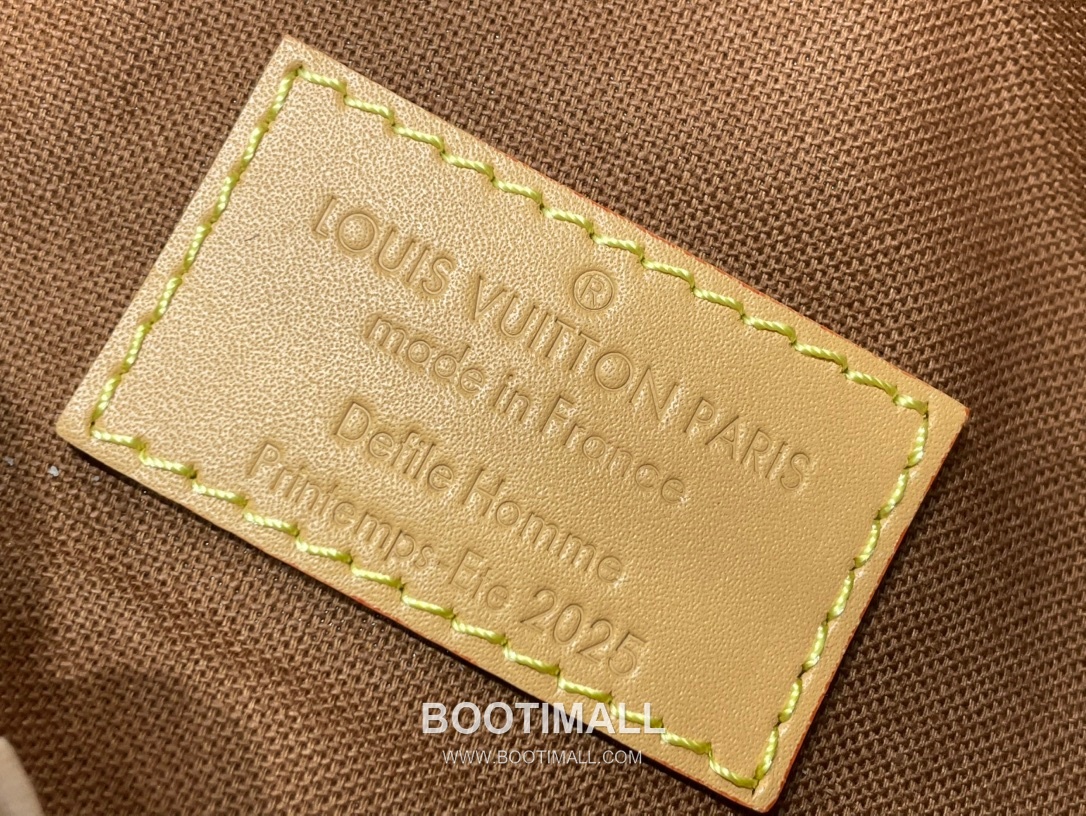 ®
LOUIS VUITTON PARIS
made in France
Defile Homme
Printemps-Ete 2025
BOOTIMALL
WWW.BOOTIMALL.COM